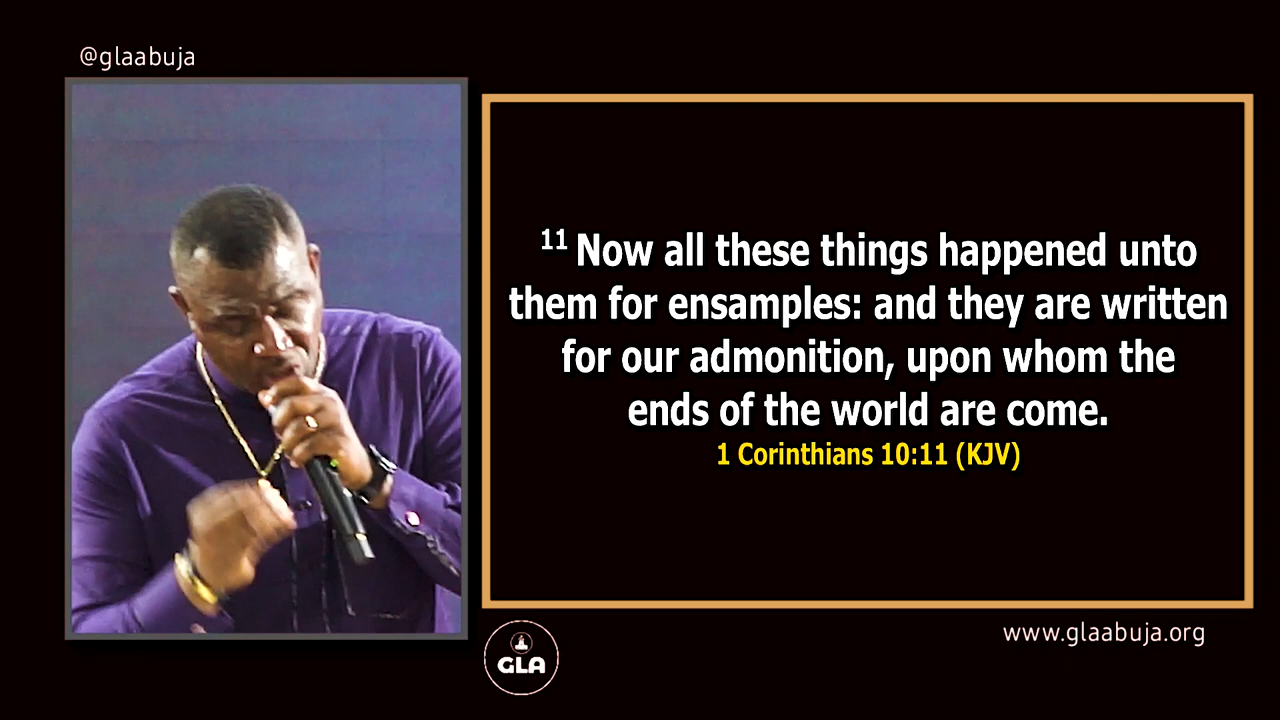 @glaabuja
11 Now all these things happened unto
them for ensamples: and they are written
for our admonition, upon whom the
ends of the world are come.
1 Corinthians 10:11 (KJV)
www.glaabuja.org
GLA